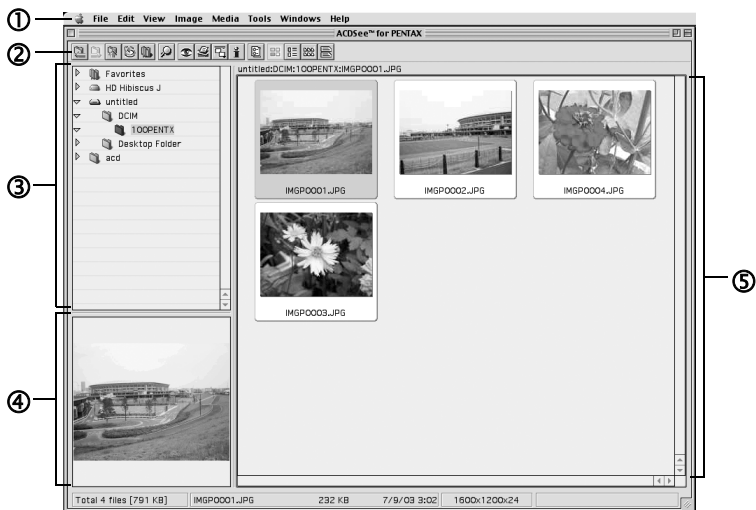 ①
File Edit View Image Media Tools Windows Help
ACDSee™ for PENTAX
②
③
Favorites
HD Hibiscus J
untitled
DCIM
100PENTX
Desktop Folder
acd
untitled:DCIM:100PENTX:IMGP0001.JPG
IMGP0001.JPG
IMGP0002.JPG
IMGP0004.JPG
IMGP0003.JPG
⑤
④
Total 4 files [791 KB]
IMGP0001.JPG 232 KB 7/9/03 3:02
1600x1200x24